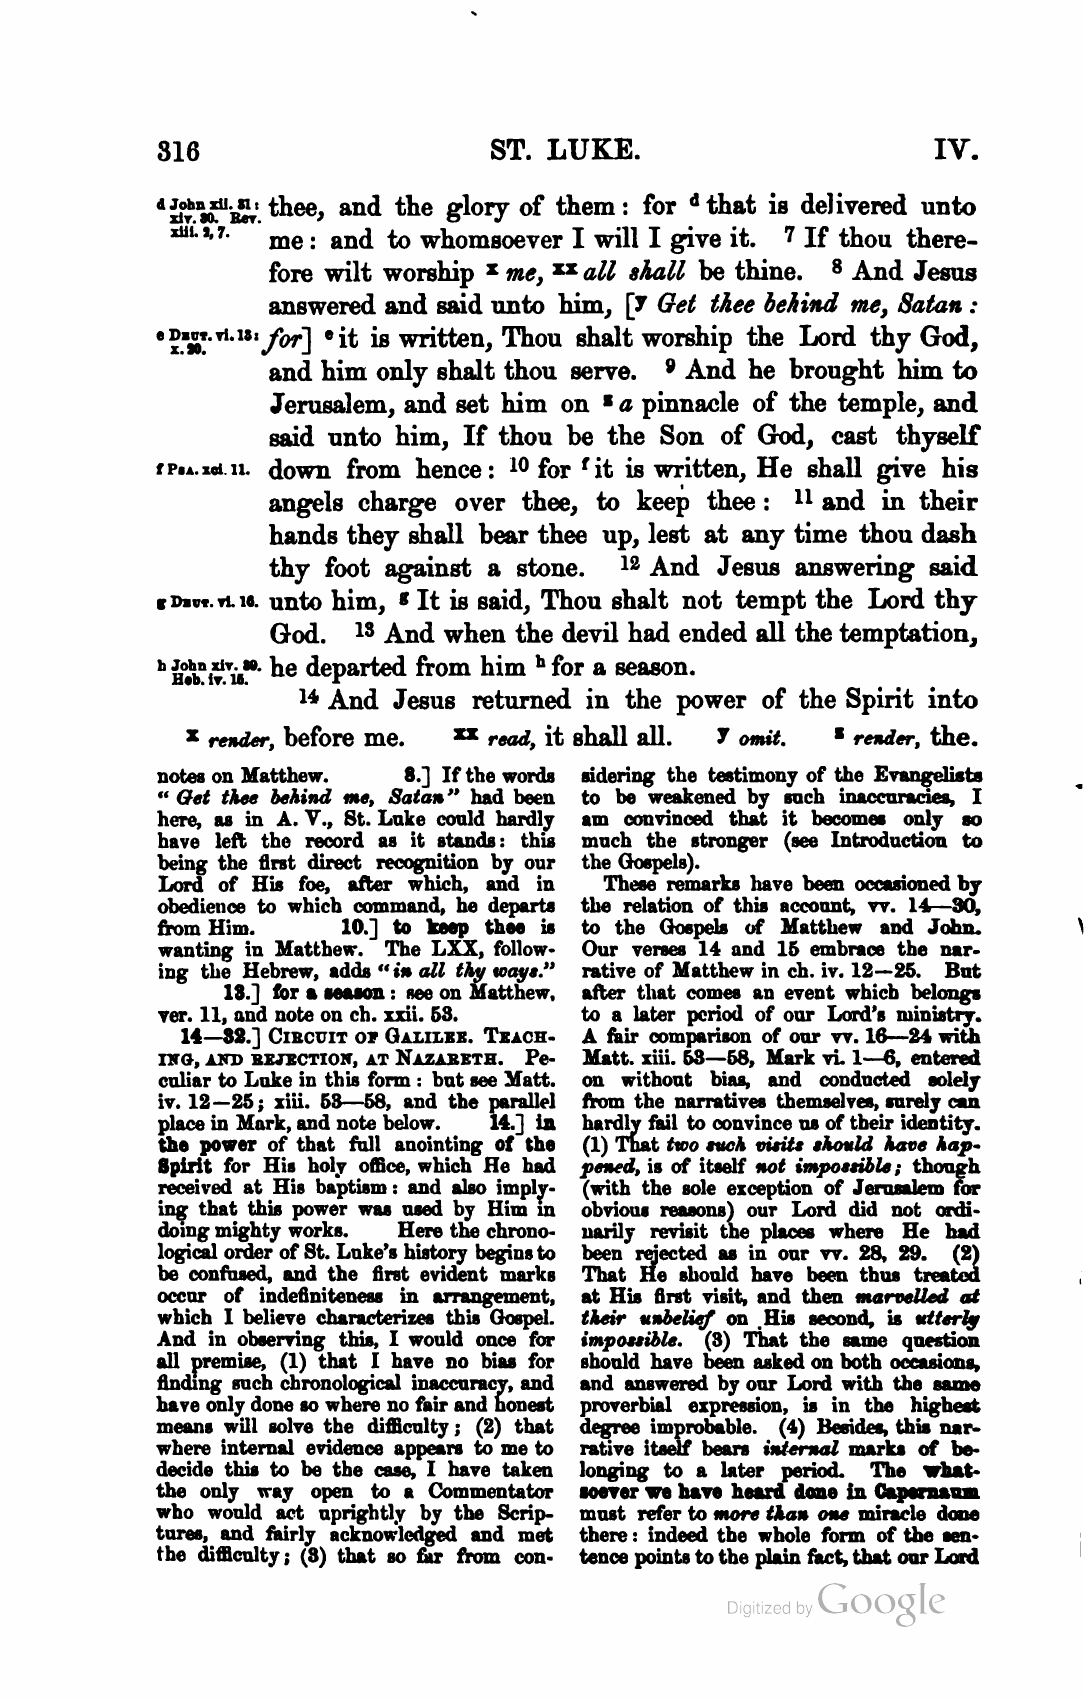 316 ST. LUKE. IV.
d John xii. 31: xiv. 30. Rev. xiii. 2, 7.
thee, and the glory of them : for d that is delivered unto
me : and to whomsoever I will I give it. 7 If thou there-
fore wilt worship x me, xx all shall be thine. 8 And Jesus
answered and said unto him, [y Get thee behind me, Satan :
e DEUT. vi. 13: x. 20.
for] e it is written, Thou shalt worship the Lord thy God,
and him only shalt thou serve. 9 And he brought him to
Jerusalem, and set him on z a pinnacle of the temple, and
said unto him, If thou be the Son of God, cast thyself
f PSA. xci. 11.
down from hence : 10 for f it is written, He shall give his
angels charge over thee, to keep thee : 11 and in their
hands they shall bear thee up, lest at any time thou dash
thy foot against a stone. 12 And Jesus answering said
g DEUT. vi. 16.
unto him, g It is said, Thou shalt not tempt the Lord thy
God. 13 And when the devil had ended all the temptation,
h John xiv. 30. Heb. iv. 15.
he departed from him h for a season.
14 And Jesus returned in the power of the Spirit into
x render, before me. xx read, it shall all. y omit. z render, the.
notes on Matthew. 8.] If the words
“ Get thee behind me, Satan” had been
here, as in A. V., St. Luke could hardly
have left the record as it stands: this
being the first direct recognition by our
Lord of His foe, after which, and in
obedience to which command, he departs
from Him. 10.] to keep thee is
wanting in Matthew. The LXX, follow-
ing the Hebrew, adds “in all thy ways.”
13.] for a season : see on Matthew,
ver. 11, and note on ch. xxii. 53.
14—32.] CIRCUIT OF GALILEE. TEACH-
ING, AND REJECTION, AT NAZARETH. Pe-
culiar to Luke in this form : but see Matt.
iv. 12—25; xiii. 53—58, and the parallel
place in Mark, and note below. 14.] in
the power of that full anointing of the
Spirit for His holy office, which He had
received at His baptism : and also imply-
ing that this power was used by Him in
doing mighty works. Here the chrono-
logical order of St. Luke’s history begins to
be confused, and the first evident marks
occur of indefiniteness in arrangement,
which I believe characterizes this Gospel.
And in observing this, I would once for
all premise, (1) that I have no bias for
finding such chronological inaccuracy, and
have only done so where no fair and honest
means will solve the difficulty; (2) that
where internal evidence appears to me to
decide this to be the case, I have taken
the only way open to a Commentator
who would act uprightly by the Scrip-
tures, and fairly acknowledged and met
the difficulty; (3) that so far from con-
sidering the testimony of the Evangelists
to be weakened by such inaccuracies, I
am convinced that it becomes only so
much the stronger (see Introduction to
the Gospels).
These remarks have been occasioned by
the relation of this account, vv. 14—30,
to the Gospels of Matthew and John.
Our verses 14 and 15 embrace the nar-
rative of Matthew in ch. iv. 12—25. But
after that comes an event which belongs
to a later period of our Lord’s ministry.
A fair comparison of our vv. 16—24 with
Matt. xiii. 53—58, Mark vi. 1—6, entered
on without bias, and conducted solely
from the narratives themselves, surely can
hardly fail to convince us of their identity.
(1) That two such visits should have hap-
pened, is of itself not impossible; though
(with the sole exception of Jerusalem for
obvious reasons) our Lord did not ordi-
narily revisit the places where He had
been rejected as in our vv. 28, 29. (2)
That He should have been thus treated
at His first visit, and then marvelled at
their unbelief on His second, is utterly
impossible. (3) That the same question
should have been asked on both occasions,
and answered by our Lord with the same
proverbial expression, is in the highest
degree improbable. (4) Besides, this nar-
rative itself bears internal marks of be-
longing to a later period. The what-
soever we have heard done in Capernaum
must refer to more than one miracle done
there : indeed the whole form of the sen-
tence points to the plain fact, that our Lord
Digitized by Google